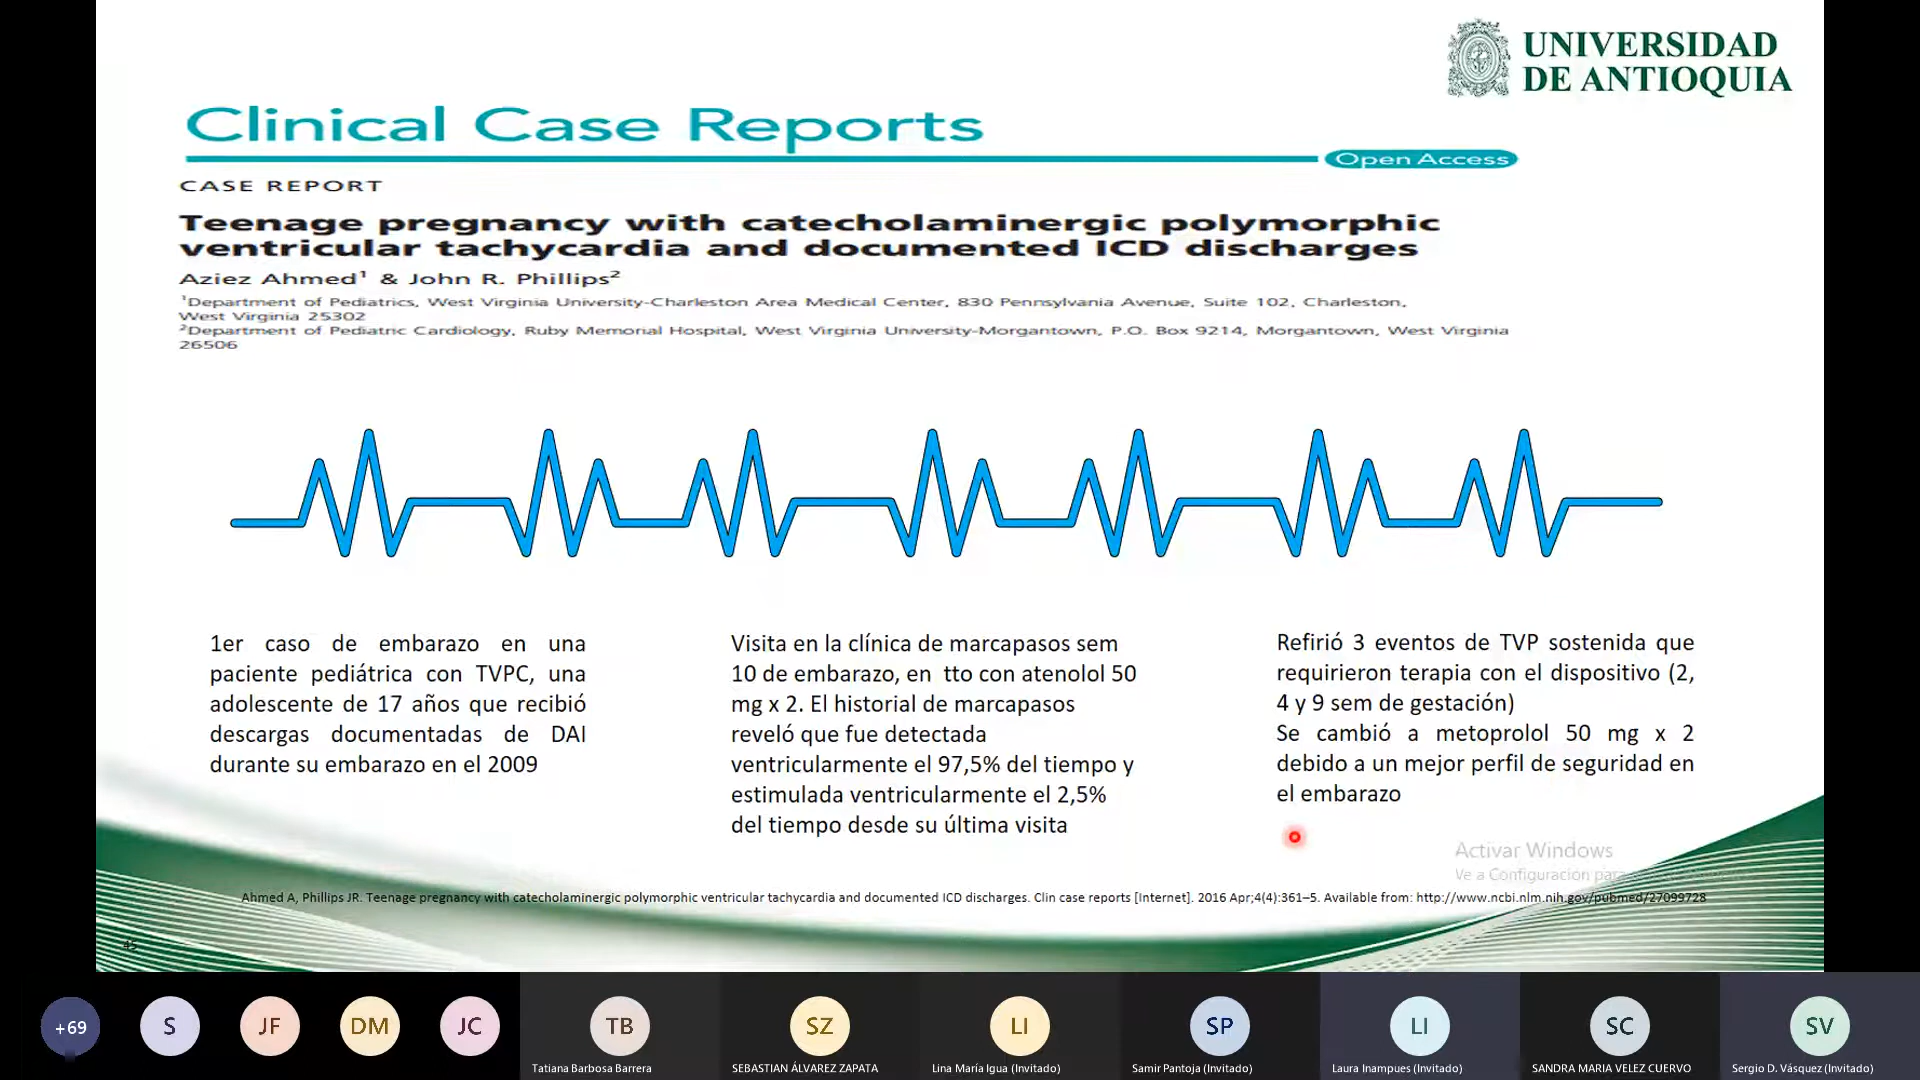 UNIVERSIDAD
DE ANTIOQUIA
Clinical Case Reports
Open Access
CASE REPORT
Teenage pregnancy with catecholaminergic polymorphic
ventricular tachycardia and documented ICD discharges
Aziez Ahmed¹ & John R. Phillips²
¹Department of Pediatrics, West Virginia University-Charleston Area Medical Center, 830 Pennsylvania Avenue, Suite 102, Charleston,
West Virginia 25302
²Department of Pediatric Cardiology, Ruby Memorial Hospital, West Virginia University-Morgantown, P.O. Box 9214, Morgantown, West Virginia
26506
1er caso de embarazo en una
paciente pediátrica con TVPC, una
adolescente de 17 años que recibió
descargas documentadas de DAI
durante su embarazo en el 2009
Visita en la clínica de marcapasos sem
10 de embarazo, en tto con atenolol 50
mg x 2. El historial de marcapasos
reveló que fue detectada
ventricularmente el 97,5% del tiempo y
estimulada ventricularmente el 2,5%
del tiempo desde su última visita
Refirió 3 eventos de TVP sostenida que
requirieron terapia con el dispositivo (2,
4 y 9 sem de gestación)
Se cambió a metoprolol 50 mg x 2
debido a un mejor perfil de seguridad en
el embarazo
Activar Windows
Ve a Configuración para
Ahmed A, Phillips JR. Teenage pregnancy with catecholaminergic polymorphic ventricular tachycardia and documented ICD discharges. Clin case reports [Internet]. 2016 Apr;4(4):361–5. Available from: http://www.ncbi.nlm.nih.gov/pubmed/27099728
45
+69
S
JF
DM
JC
TB
SZ
LI
SP
LI
SC
SV
Tatiana Barbosa Barrera
SEBASTIAN ÁLVAREZ ZAPATA
Lina María Igua (Invitado)
Samir Pantoja (Invitado)
Laura Inampues (Invitado)
SANDRA MARIA VELEZ CUERVO
Sergio D. Vásquez (Invitado)